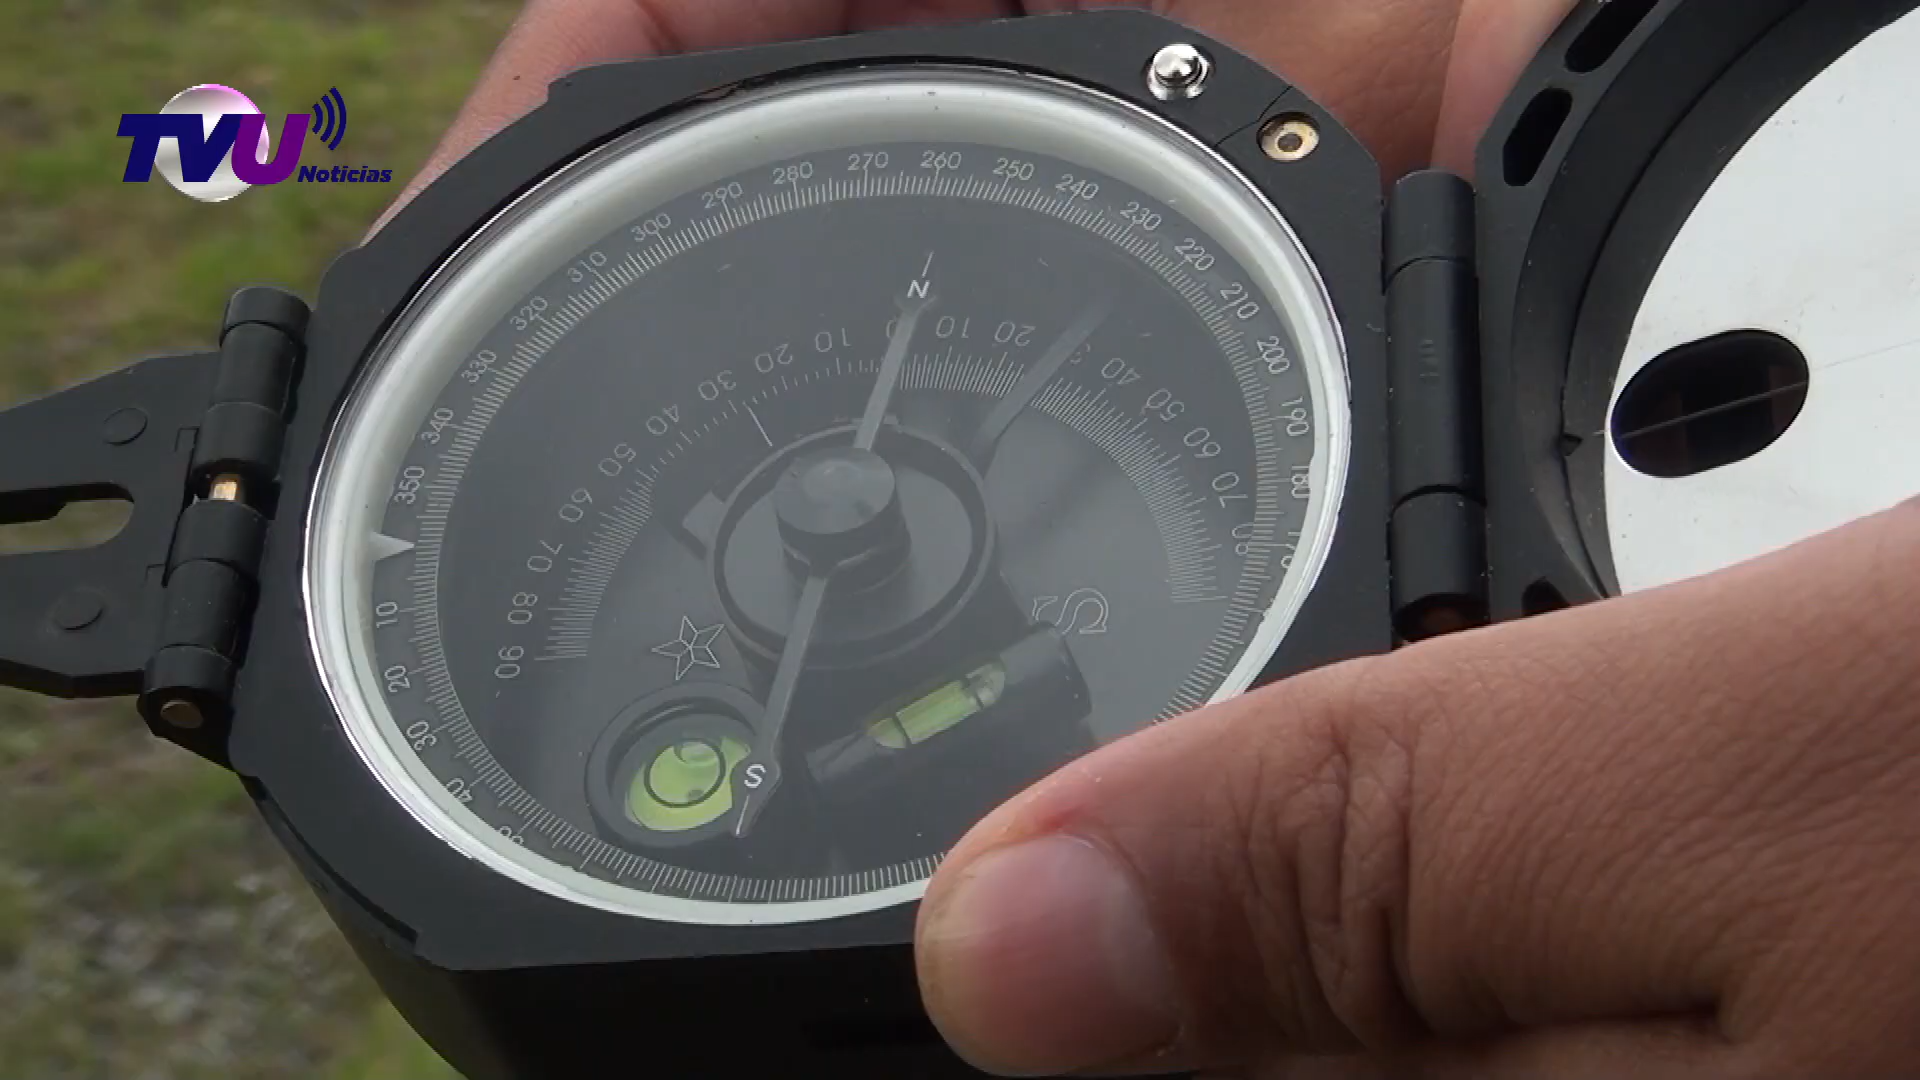 TVU
Noticias
350 340 330 320 310 300 290 280 270 260 250 240 230 220 210 200 190 180
10 20 30 40
90 80 70 60 50 40 30 20 10
10 20 40 50 60 70 80
N
S
S